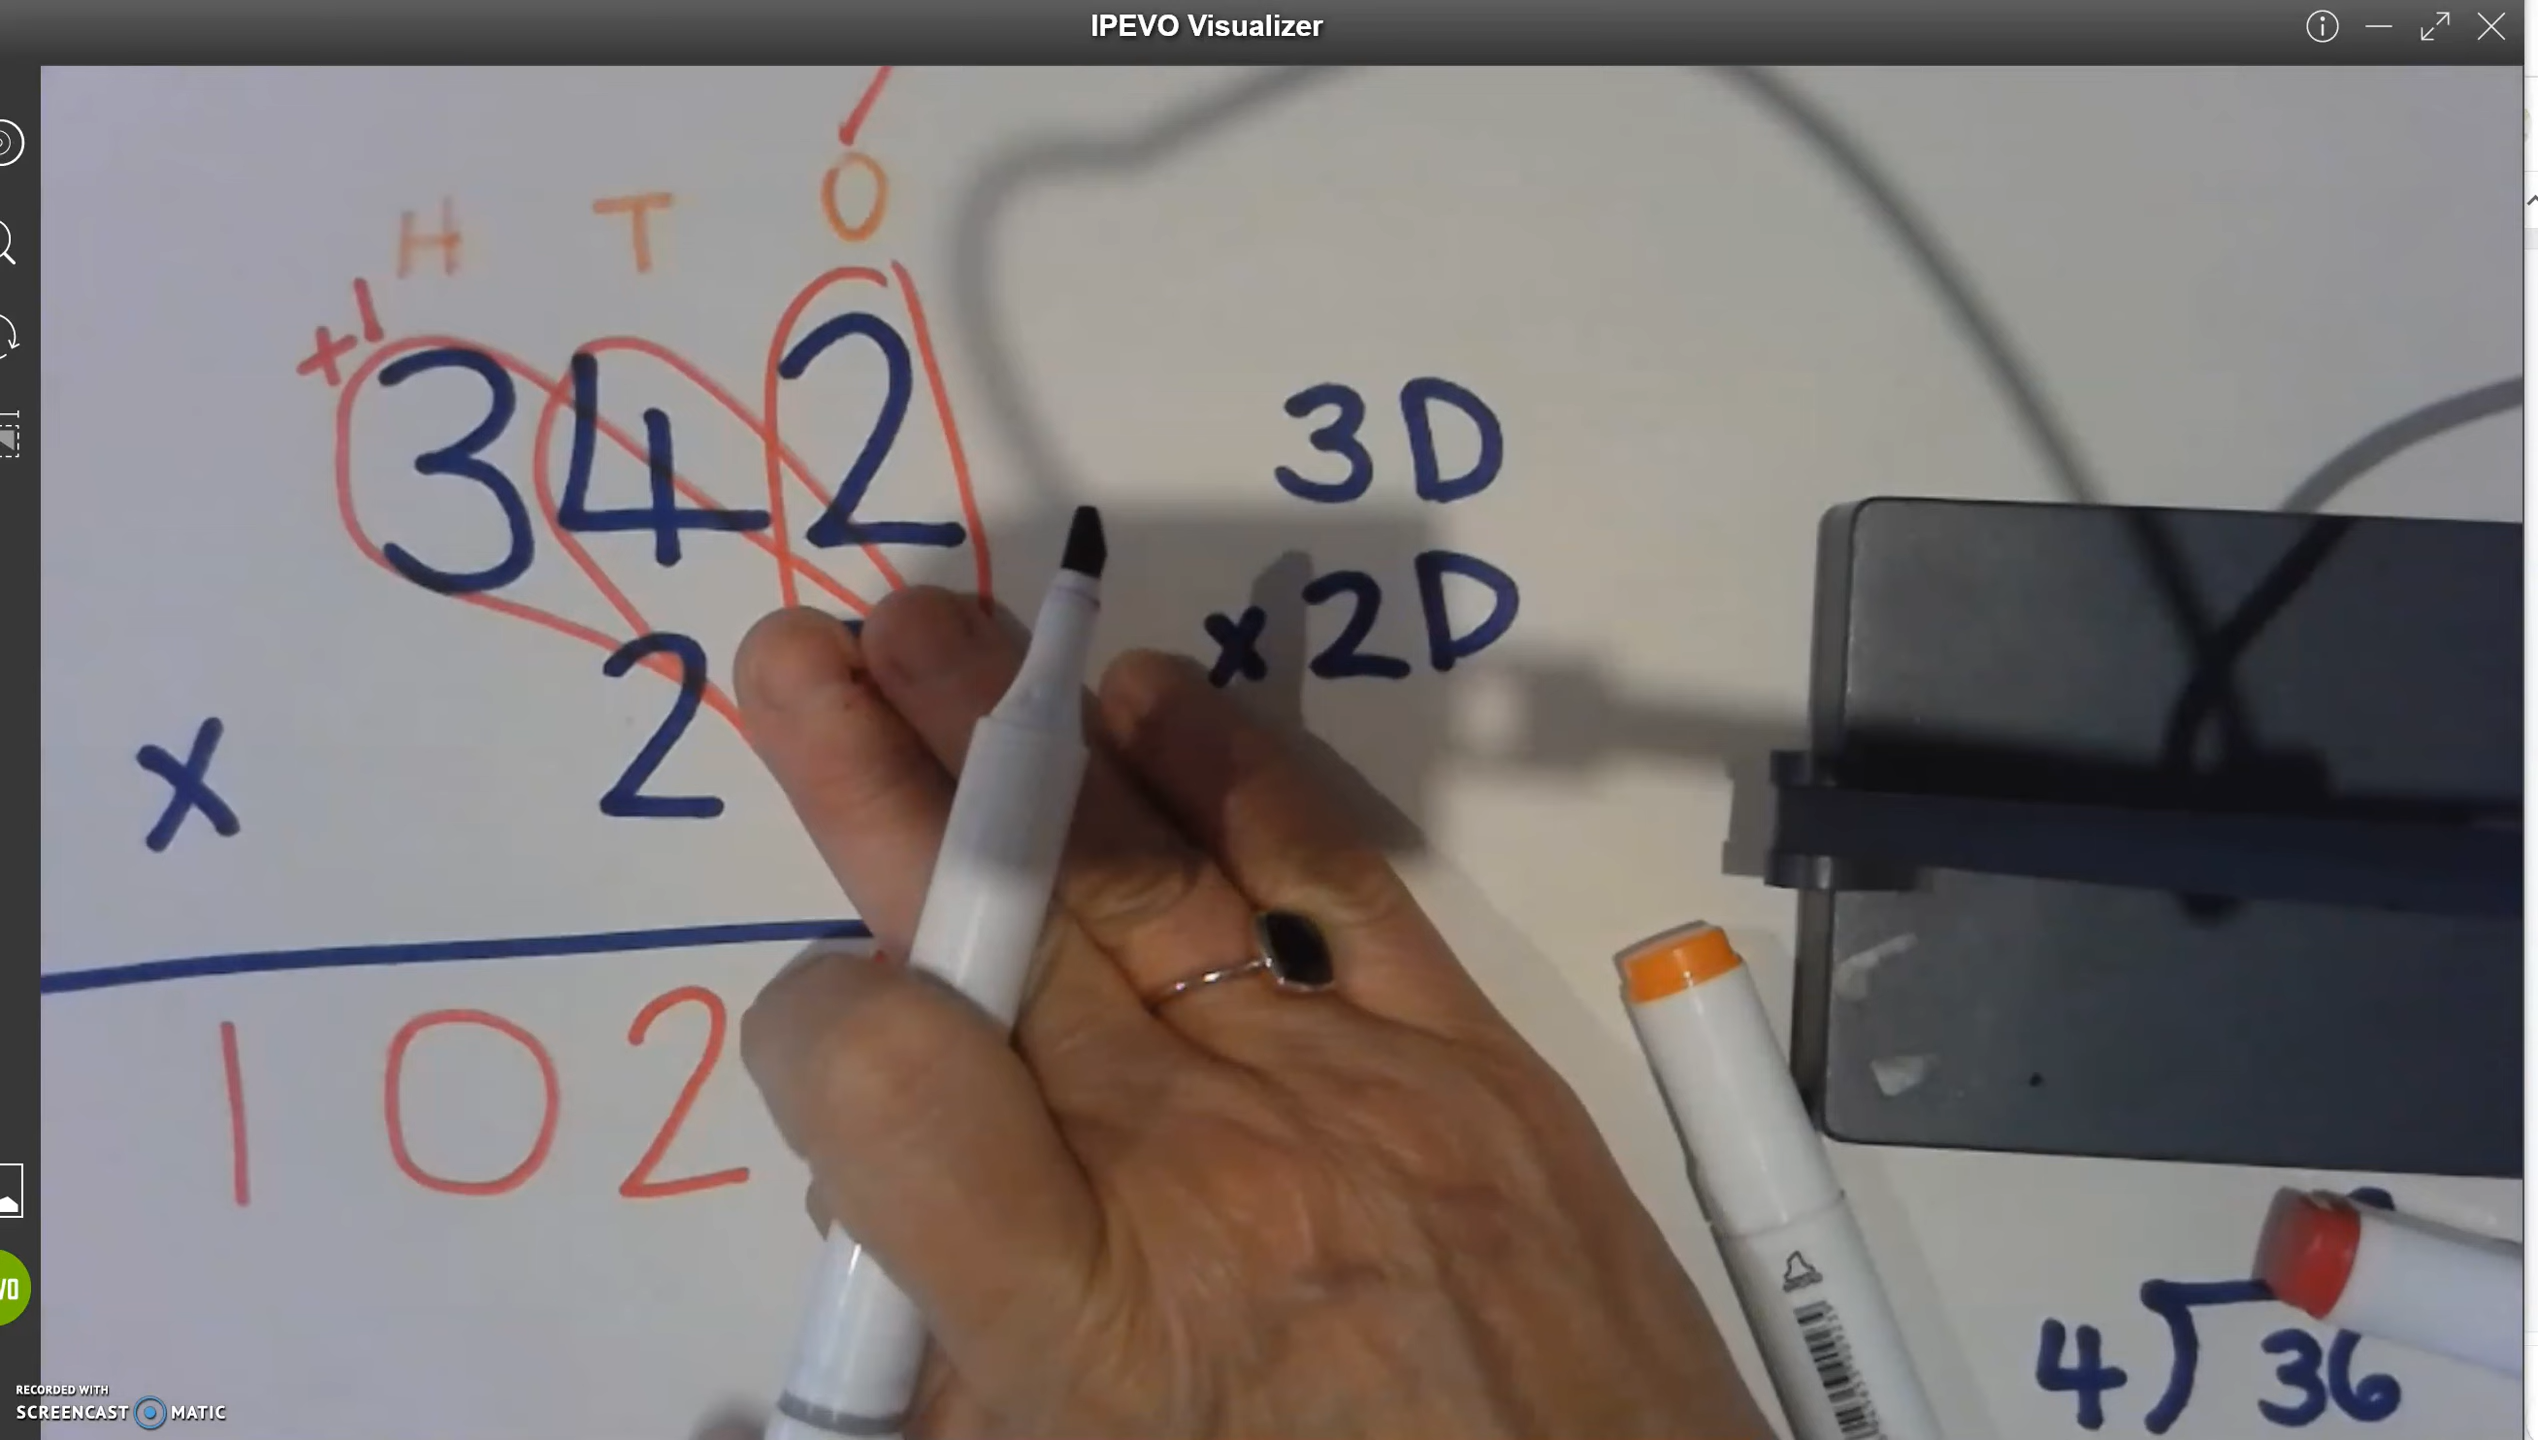 IPEVO Visualizer
H T O
+1
342
3D
x 2D
x 2
102
4) 36
RECORDED WITH
SCREENCAST MATIC